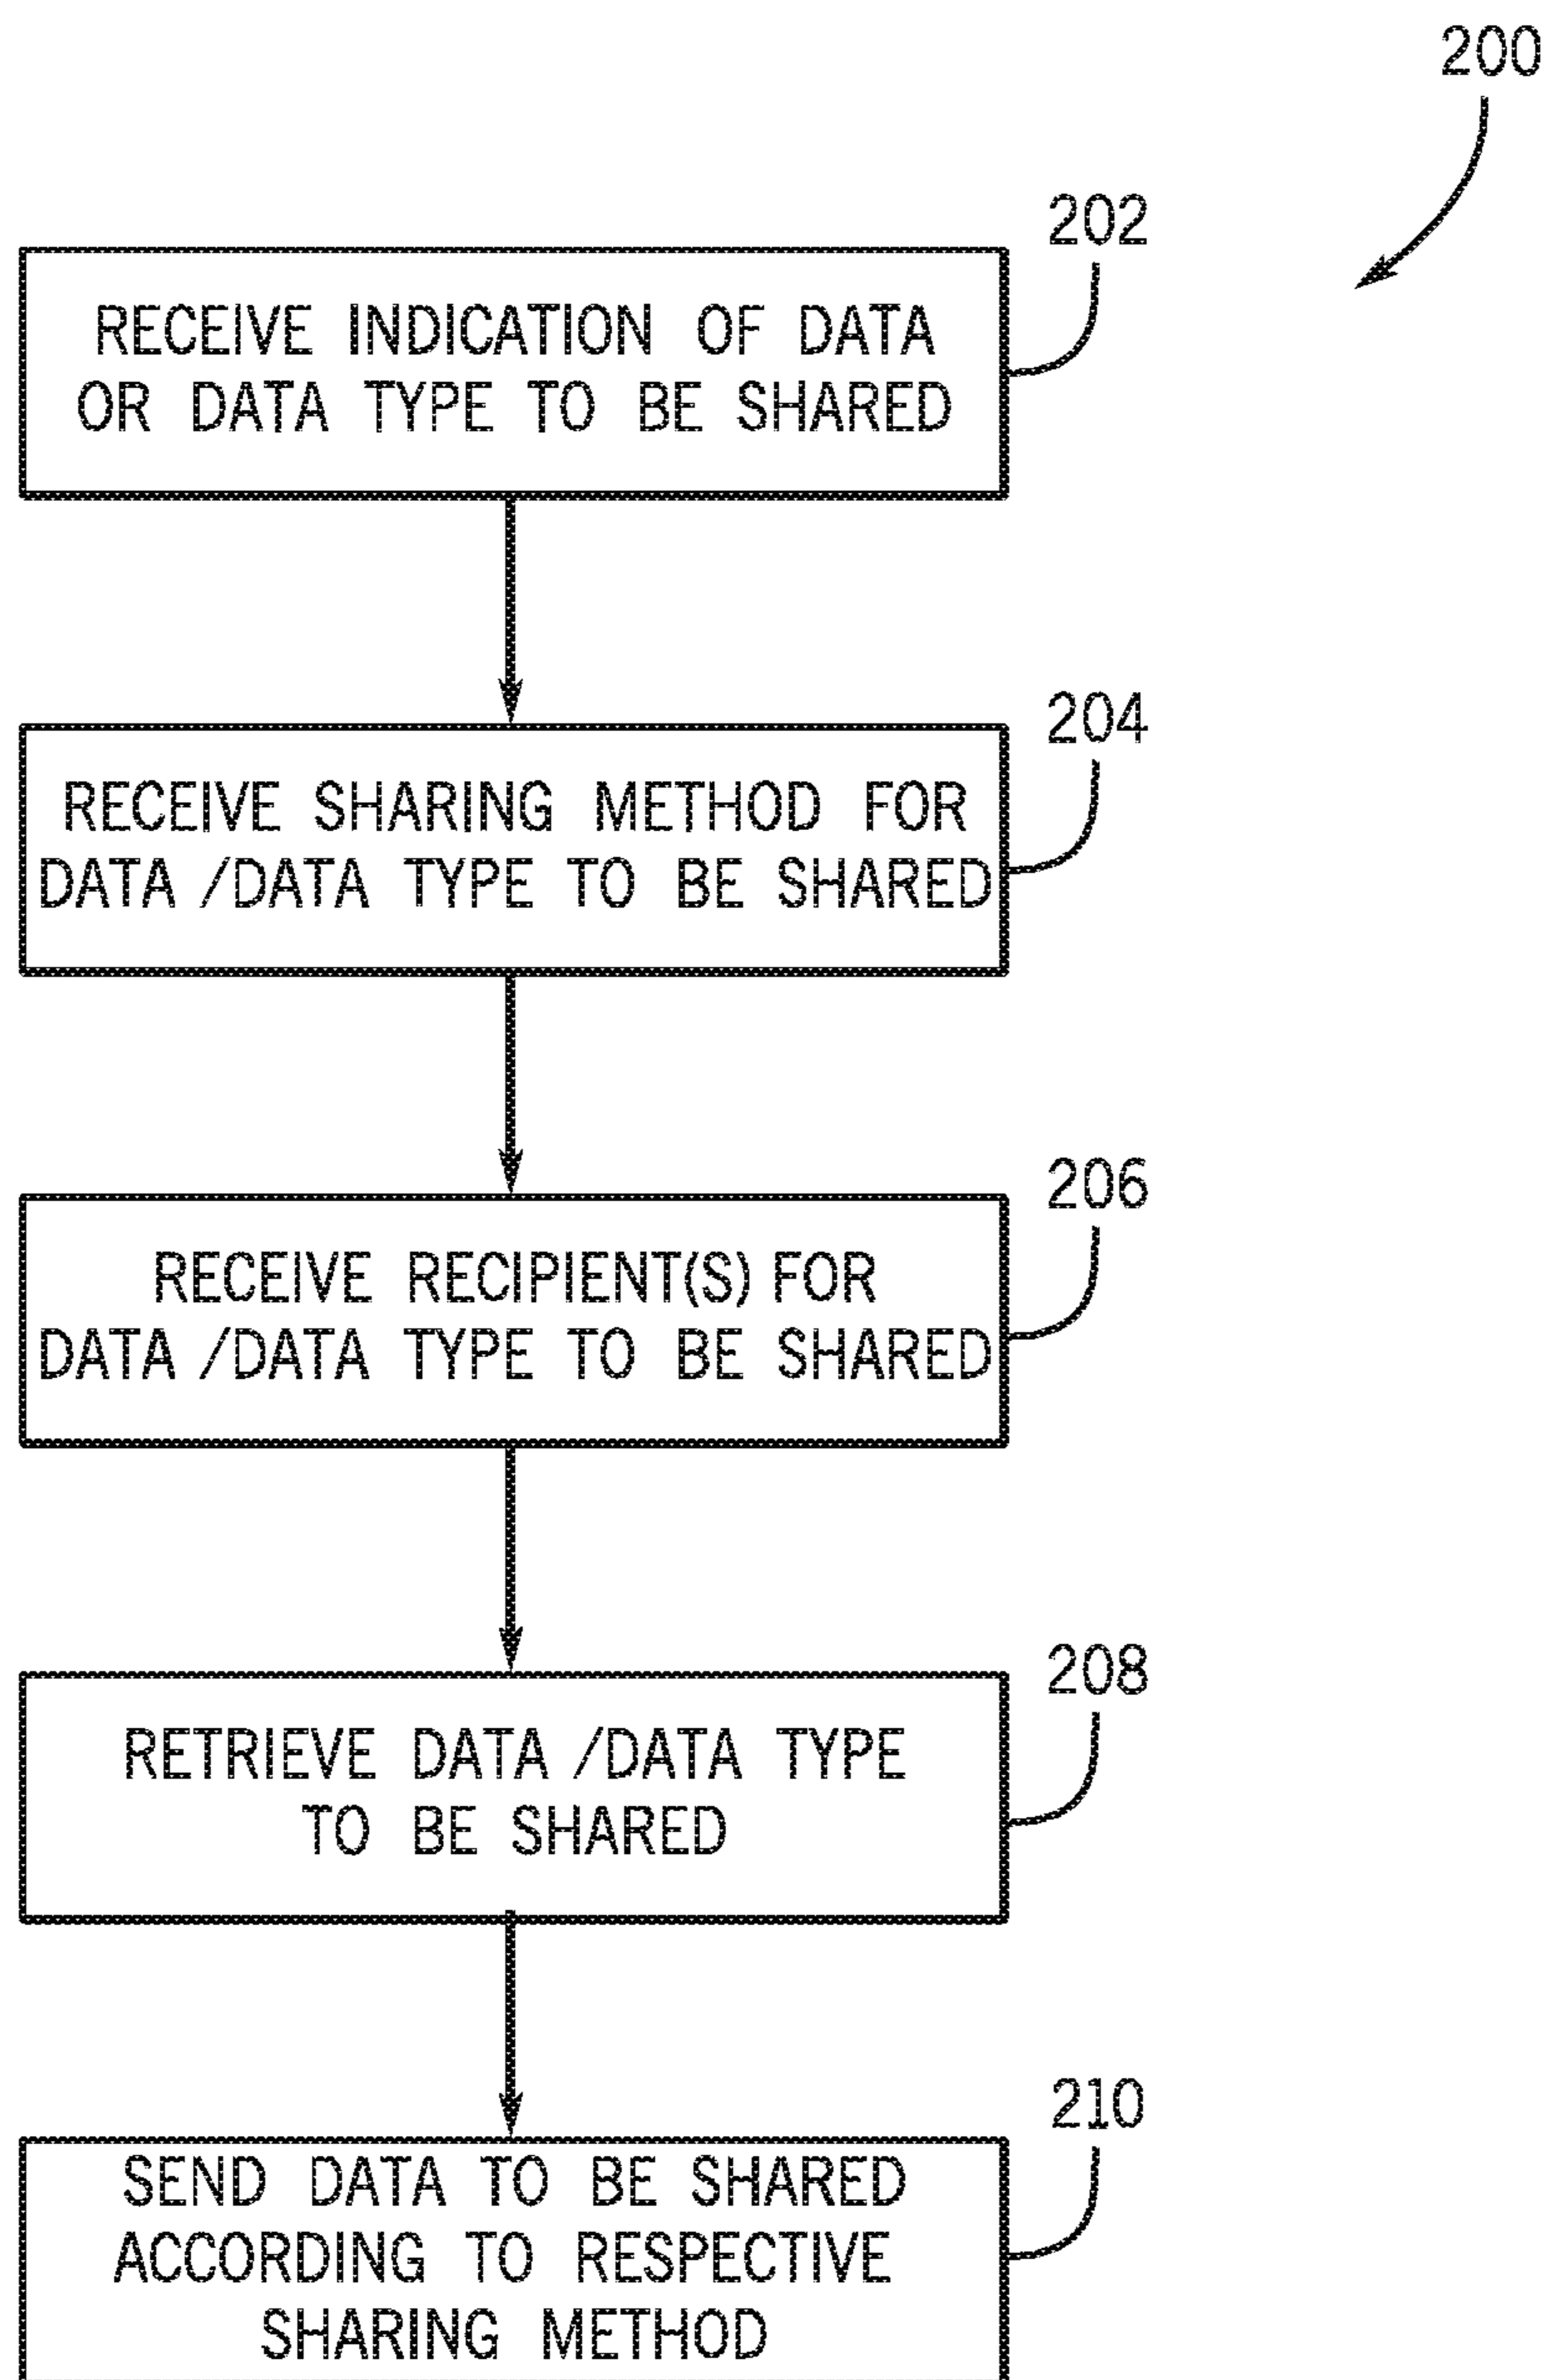 200
202
RECEIVE INDICATION OF DATA
OR DATA TYPE TO BE SHARED
204
RECEIVE SHARING METHOD FOR
DATA /DATA TYPE TO BE SHARED
206
RECEIVE RECIPIENT(S) FOR
DATA /DATA TYPE TO BE SHARED
208
RETRIEVE DATA /DATA TYPE
TO BE SHARED
210
SEND DATA TO BE SHARED
ACCORDING TO RESPECTIVE
SHARING METHOD